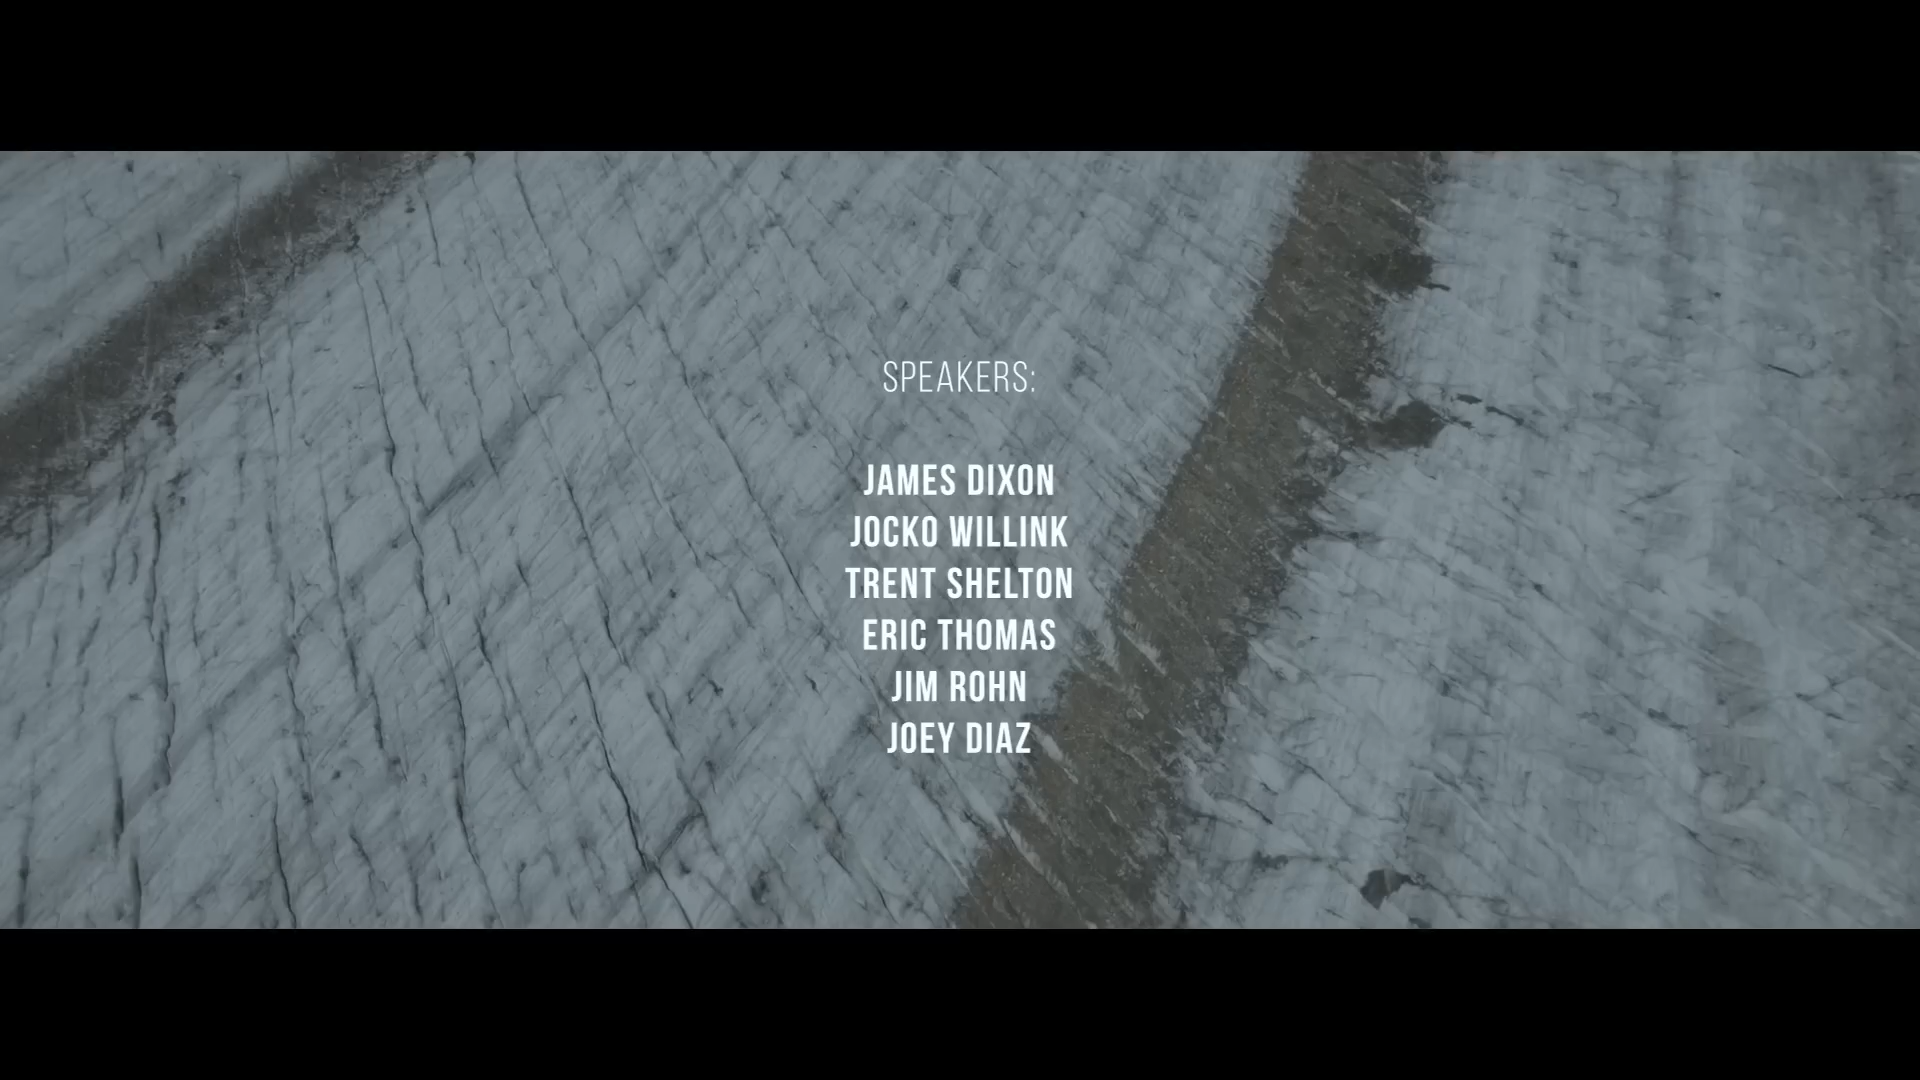 SPEAKERS:
JAMES DIXON
JOCKO WILLINK
TRENT SHELTON
ERIC THOMAS
JIM ROHN
JOEY DIAZ